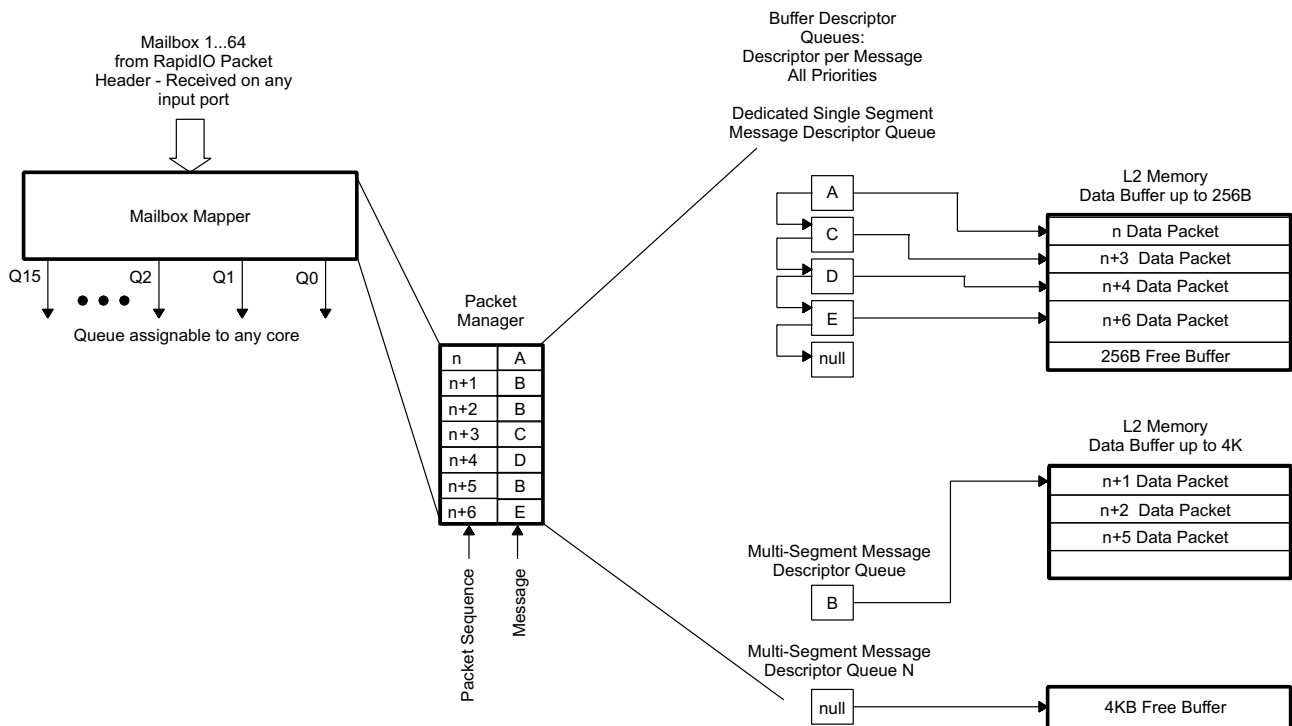 Mailbox 1...64
from RapidIO Packet
Header - Received on any
input port
Mailbox Mapper
Q15
Q2
Q1
Q0
Queue assignable to any core
Packet
Manager
n A
n+1 B
n+2 B
n+3 C
n+4 D
n+5 B
n+6 E
Packet Sequence
Message
Buffer Descriptor
Queues:
Descriptor per Message
All Priorities
Dedicated Single Segment
Message Descriptor Queue
A
C
D
E
null
L2 Memory
Data Buffer up to 256B
n Data Packet
n+3 Data Packet
n+4 Data Packet
n+6 Data Packet
256B Free Buffer
L2 Memory
Data Buffer up to 4K
n+1 Data Packet
n+2 Data Packet
n+5 Data Packet
Multi-Segment Message
Descriptor Queue
B
Multi-Segment Message
Descriptor Queue N
null
4KB Free Buffer